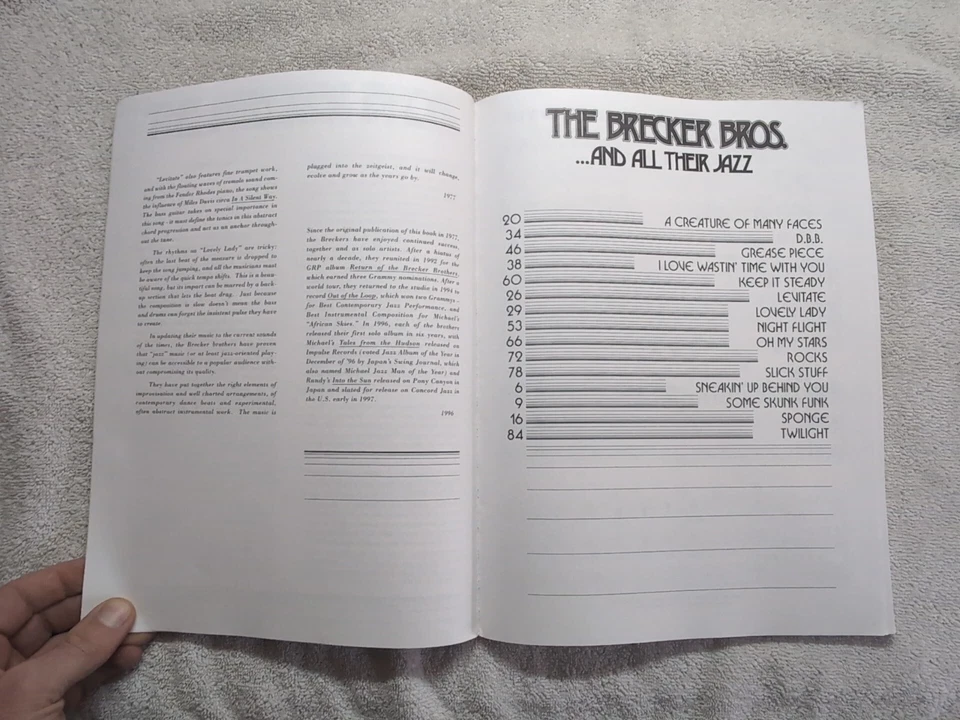 "Levitate" also features fine trumpet work,
and with the floating waves of tremolo sound com-
ing from the Fender Rhodes piano, the song shows
the influence of Miles Davis circa In A Silent Way.
The bass guitar takes on special importance in
this song - it must define the tonics in this abstract
chord progression and act as an anchor through-
out the tune.
The rhythms on "Lovely Lady" are tricky:
often the last beat of the measure is dropped to
keep the song jumping, and all the musicians must
be aware of the quick tempo shifts. This is a beau-
tiful song, but its impact can be marred by a back-
up section that lets the beat drag. Just because
the composition is slow doesn't mean the bass
and drums can forget the insistent pulse they have
to create.
In updating their music to the current sounds
of the times, the Brecker brothers have proven
that "jazz" music (or at least jazz-oriented play-
ing) can be accessible to a popular audience with-
out compromising its quality.
They have put together the right elements of
improvisation and well charted arrangements, of
contemporary dance beats and experimental,
often abstract instrumental work. The music is
plugged into the zeitgeist, and it will change,
evolve and grow as the years go by.
1977
Since the original publication of this book in 1977,
the Breckers have enjoyed continued success,
together and as solo artists. After a hiatus of
nearly a decade, they reunited in 1992 for the
GRP album Return of the Brecker Brothers,
which earned three Grammy nominations. After a
world tour, they returned to the studio in 1994 to
record Out of the Loop, which won two Grammys -
for Best Contemporary Jazz Performance, and
Best Instrumental Composition for Michael's
"African Skies." In 1996, each of the brothers
released their first solo album in six years, with
Michael's Tales from the Hudson released on
Impulse Records (voted Jazz Album of the Year in
December of '96 by Japan's Swing Journal, which
also named Michael Jazz Man of the Year) and
Randy's Into the Sun released on Pony Canyon in
Japan and slated for release on Concord Jazz in
the U.S. early in 1997.
1996
THE BRECKER BROS.
...AND ALL THEIR JAZZ
20 A CREATURE OF MANY FACES
34 D.B.B.
46 GREASE PIECE
38 I LOVE WASTIN' TIME WITH YOU
60 KEEP IT STEADY
26 LEVITATE
29 LOVELY LADY
53 NIGHT FLIGHT
66 OH MY STARS
72 ROCKS
78 SLICK STUFF
6 SNEAKIN' UP BEHIND YOU
9 SOME SKUNK FUNK
16 SPONGE
84 TWILIGHT